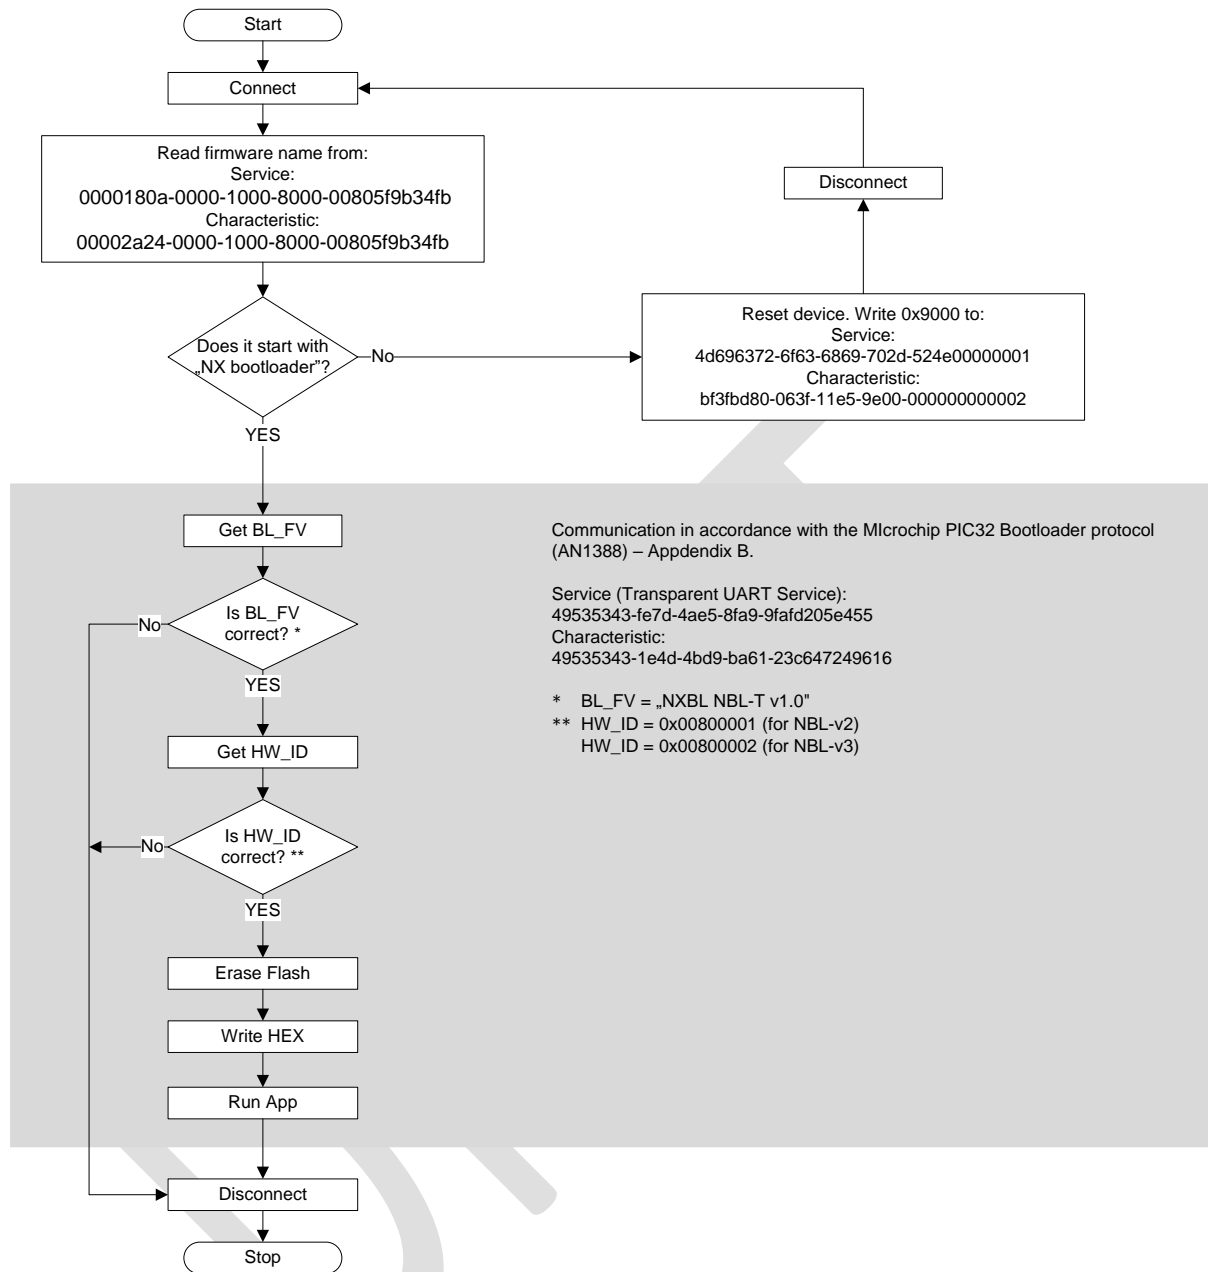 Start
Connect
Read firmware name from:
Service:
0000180a-0000-1000-8000-00805f9b34fb
Characteristic:
00002a24-0000-1000-8000-00805f9b34fb
Disconnect
Does it start with
„NX bootloader"?
No
Reset device. Write 0x9000 to:
Service:
4d696372-6f63-6869-702d-524e00000001
Characteristic:
bf3fbd80-063f-11e5-9e00-000000000002
YES
Get BL_FV
Communication in accordance with the MIcrochip PIC32 Bootloader protocol
(AN1388) – Appdendix B.
Service (Transparent UART Service):
49535343-fe7d-4ae5-8fa9-9fafd205e455
Characteristic:
49535343-1e4d-4bd9-ba61-23c647249616
* BL_FV = „NXBL NBL-T v1.0"
** HW_ID = 0x00800001 (for NBL-v2)
HW_ID = 0x00800002 (for NBL-v3)
Is BL_FV
correct? *
No
YES
Get HW_ID
Is HW_ID
correct? **
No
YES
Erase Flash
Write HEX
Run App
Disconnect
Stop